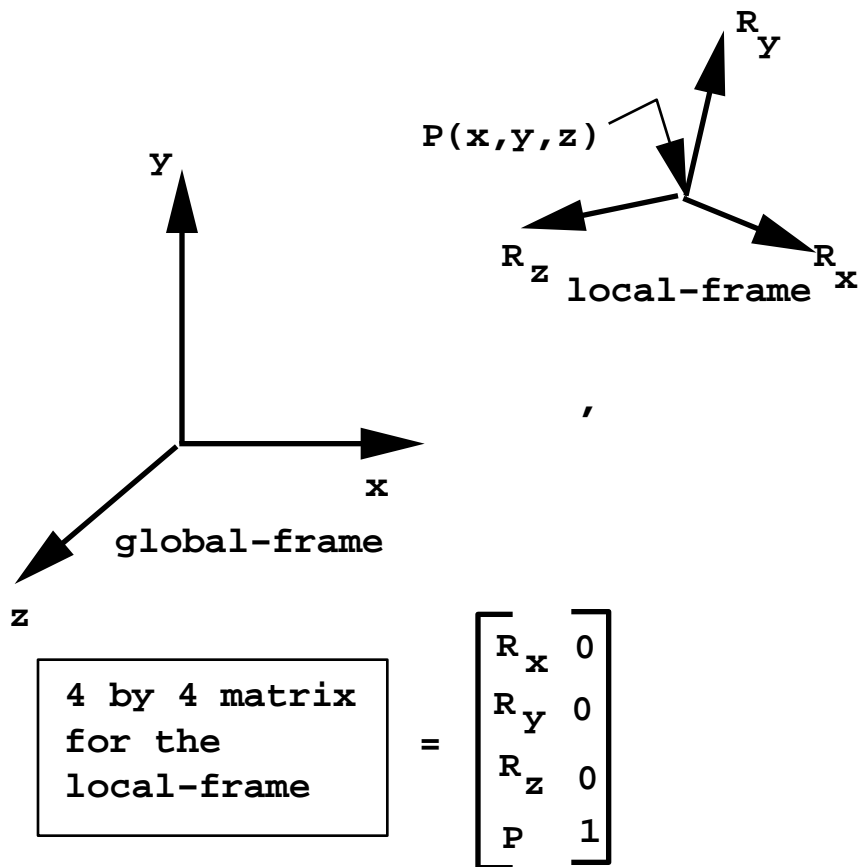 R y
P(x,y,z)
y
R z
R x
local-frame
,
x
global-frame
z
4 by 4 matrix
for the
local-frame
=
R x 0
R y 0
R z 0
P 1